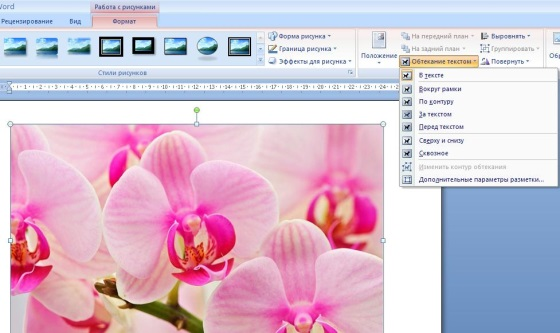 Word
Работа с рисунками
Рецензирование Вид Формат
Форма рисунка
Граница рисунка
Эффекты для рисунка
Стили рисунков
Положение
На передний план
На задний план
Обтекание текстом
Выровнять
Группировать
Повернуть
В тексте
Вокруг рамки
По контуру
За текстом
Перед текстом
Сверху и снизу
Сквозное
Изменить контур обтекания
Дополнительные параметры разметки...